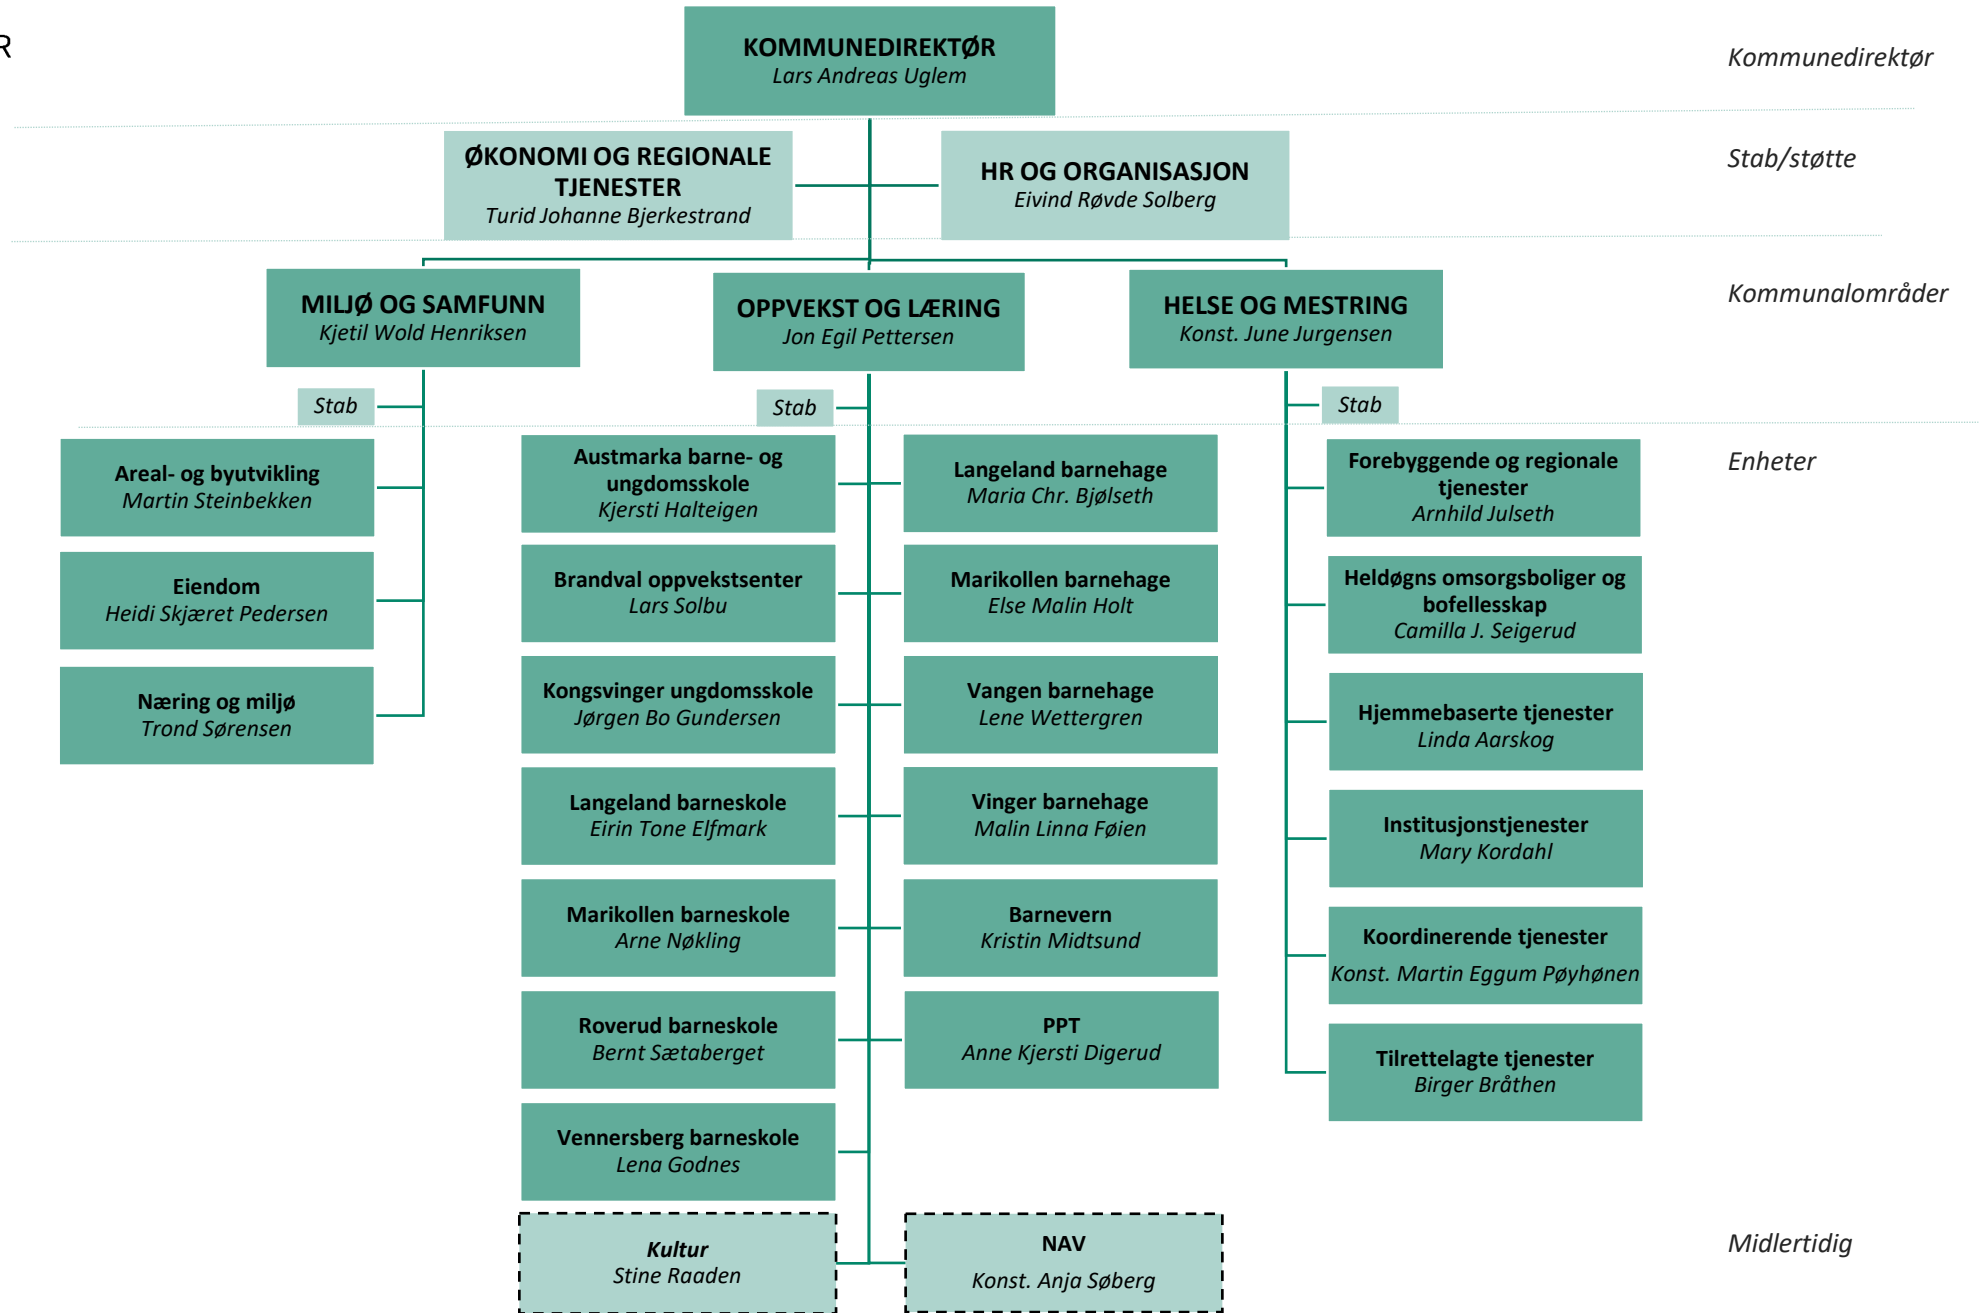 R
KOMMUNEDIREKTØR
Lars Andreas Uglem
Kommunedirektør
ØKONOMI OG REGIONALE
TJENESTER
Turid Johanne Bjerkestrand
HR OG ORGANISASJON
Eivind Røvde Solberg
Stab/støtte
MILJØ OG SAMFUNN
Kjetil Wold Henriksen
OPPVEKST OG LÆRING
Jon Egil Pettersen
HELSE OG MESTRING
Konst. June Jurgensen
Kommunalområder
Stab
Stab
Stab
Enheter
Areal- og byutvikling
Martin Steinbekken
Eiendom
Heidi Skjæret Pedersen
Næring og miljø
Trond Sørensen
Austmarka barne- og
ungdomsskole
Kjersti Halteigen
Brandval oppvekstsenter
Lars Solbu
Kongsvinger ungdomsskole
Jørgen Bo Gundersen
Langeland barneskole
Eirin Tone Elfmark
Marikollen barneskole
Arne Nøkling
Roverud barneskole
Bernt Sætaberget
Vennersberg barneskole
Lena Godnes
Langeland barnehage
Maria Chr. Bjølseth
Marikollen barnehage
Else Malin Holt
Vangen barnehage
Lene Wettergren
Vinger barnehage
Malin Linna Føien
Barnevern
Kristin Midtsund
PPT
Anne Kjersti Digerud
Forebyggende og regionale
tjenester
Arnhild Julseth
Heldøgns omsorgsboliger og
bofellesskap
Camilla J. Seigerud
Hjemmebaserte tjenester
Linda Aarskog
Institusjonstjenester
Mary Kordahl
Koordinerende tjenester
Konst. Martin Eggum Pøyhønen
Tilrettelagte tjenester
Birger Bråthen
Kultur
Stine Raaden
NAV
Konst. Anja Søberg
Midlertidig